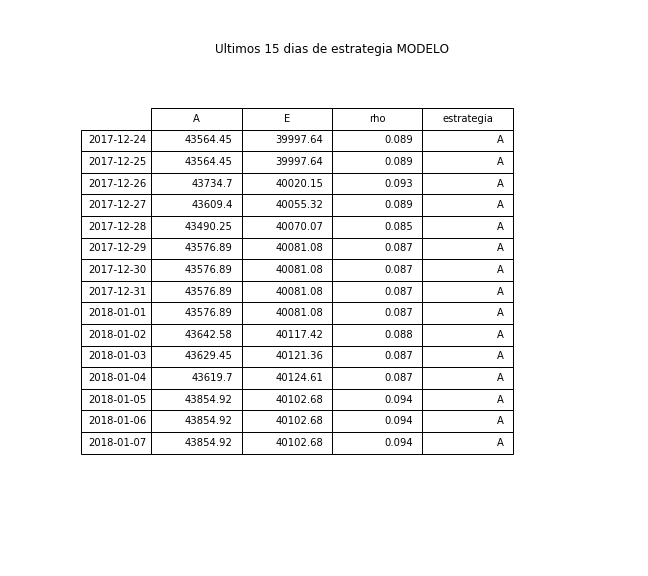 Ultimos 15 dias de estrategia MODELO
A E rho estrategia
2017-12-24 43564.45 39997.64 0.089 A
2017-12-25 43564.45 39997.64 0.089 A
2017-12-26 43734.7 40020.15 0.093 A
2017-12-27 43609.4 40055.32 0.089 A
2017-12-28 43490.25 40070.07 0.085 A
2017-12-29 43576.89 40081.08 0.087 A
2017-12-30 43576.89 40081.08 0.087 A
2017-12-31 43576.89 40081.08 0.087 A
2018-01-01 43576.89 40081.08 0.087 A
2018-01-02 43642.58 40117.42 0.088 A
2018-01-03 43629.45 40121.36 0.087 A
2018-01-04 43619.7 40124.61 0.087 A
2018-01-05 43854.92 40102.68 0.094 A
2018-01-06 43854.92 40102.68 0.094 A
2018-01-07 43854.92 40102.68 0.094 A